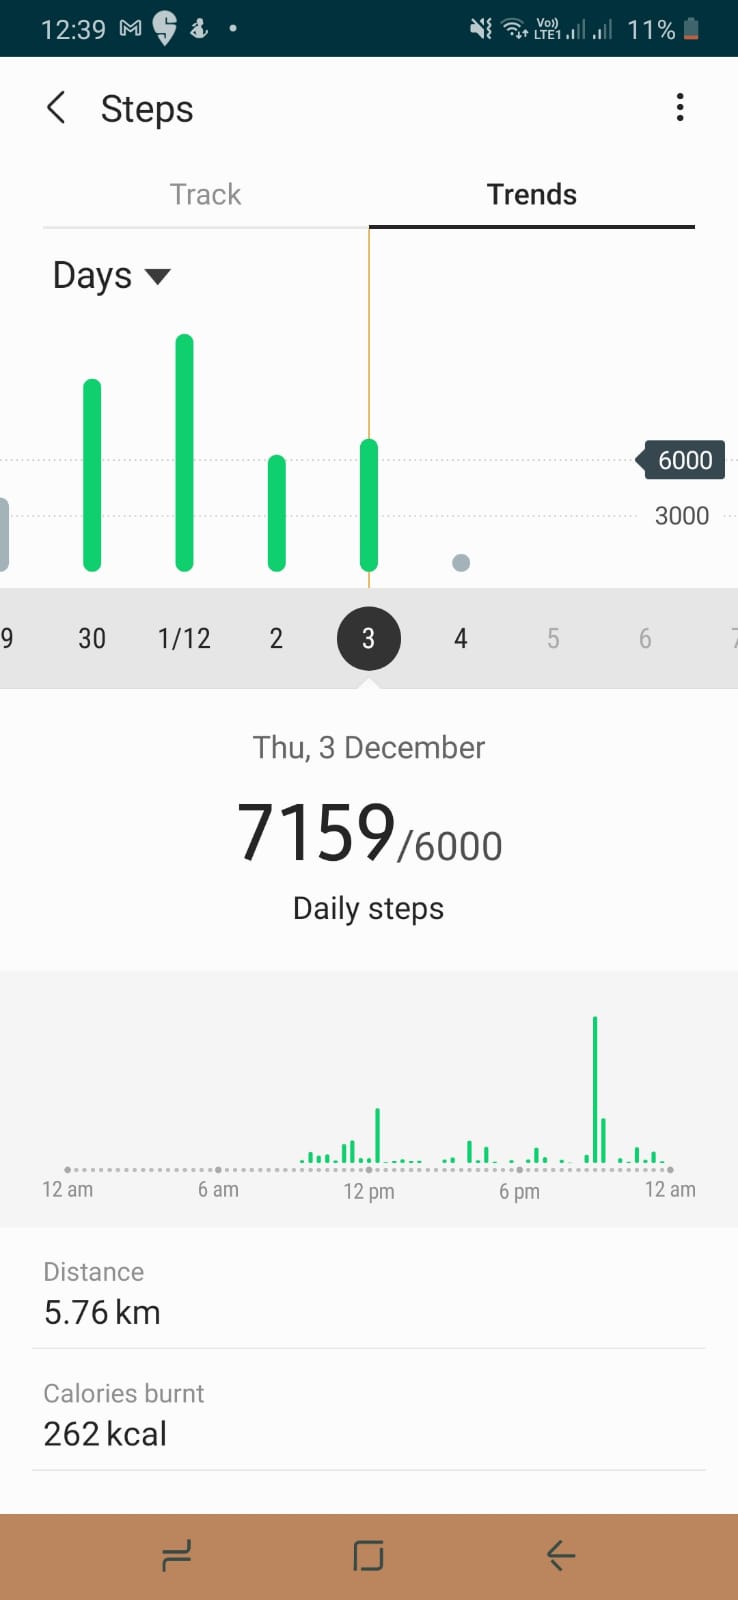 12:39 Vo)) LTE1 11%
Steps
Track Trends
Days
6000
3000
9 30 1/12 2 3 4 5 6 7
Thu, 3 December
7159/6000
Daily steps
12 am 6 am 12 pm 6 pm 12 am
Distance
5.76 km
Calories burnt
262 kcal